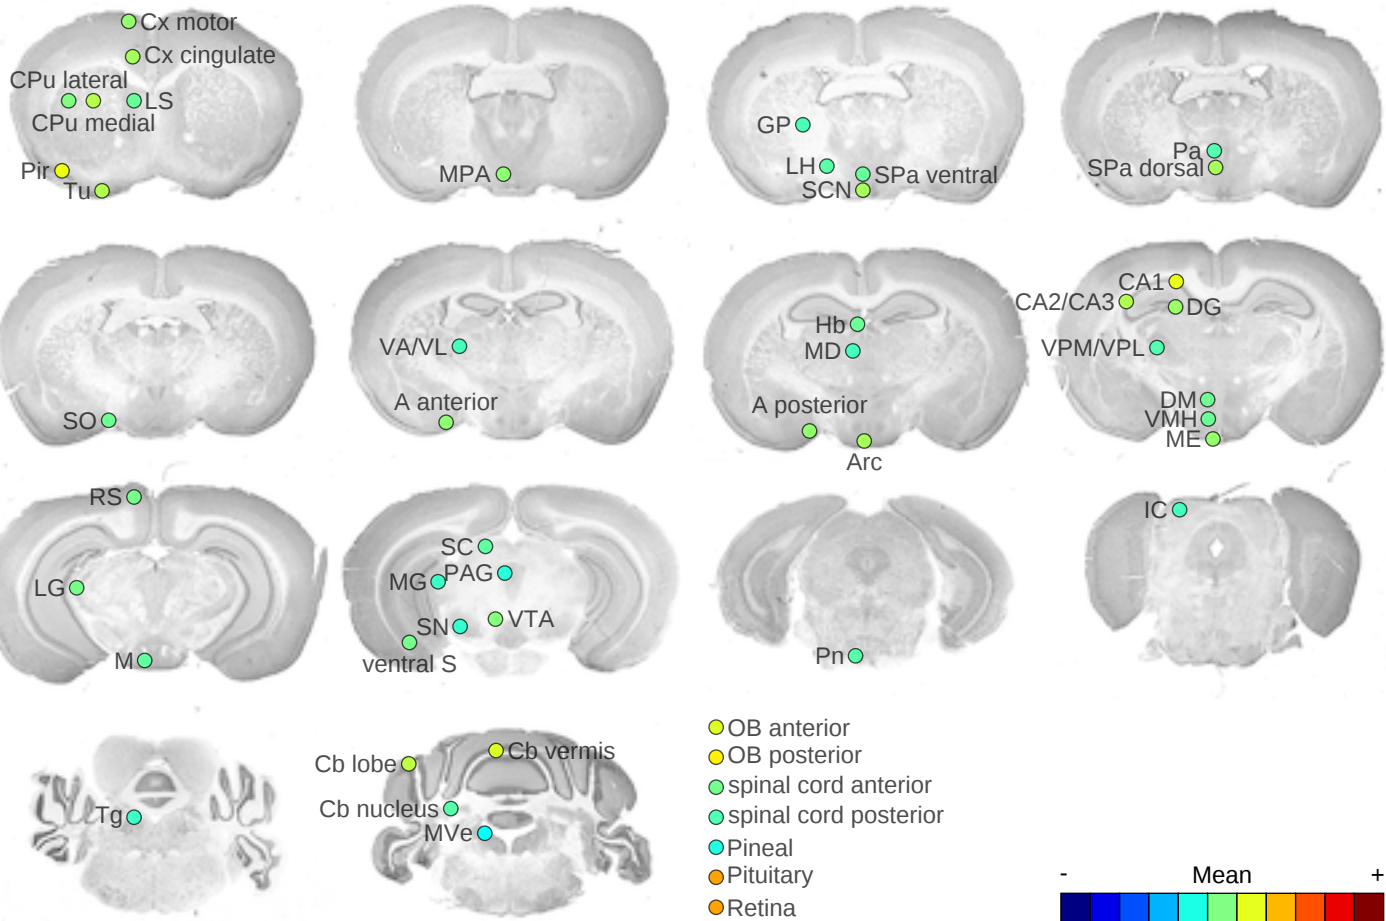 Cx motor
Cx cingulate
CPu lateral
LS
CPu medial
Pir
Tu
MPA
GP
LH
SPa ventral
SCN
Pa
SPa dorsal
SO
VA/VL
A anterior
Hb
MD
A posterior
Arc
CA1
CA2/CA3
DG
VPM/VPL
DM
VMH
ME
RS
LG
M
SC
MG
PAG
SN
VTA
ventral S
Pn
IC
Tg
Cb lobe
Cb vermis
Cb nucleus
MVe
OB anterior
OB posterior
spinal cord anterior
spinal cord posterior
Pineal
Pituitary
Retina
- Mean +